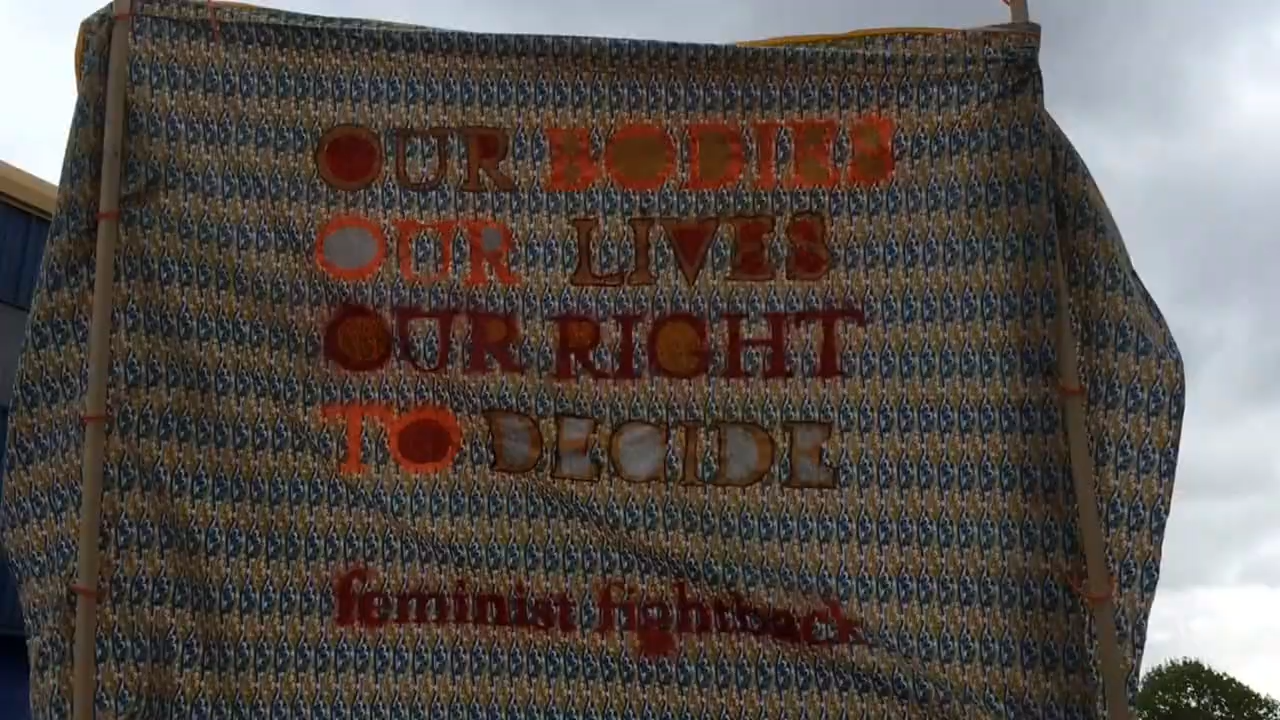 OUR BODIES
OUR LIVES
OUR RIGHT
TO DECIDE
feminist fightback